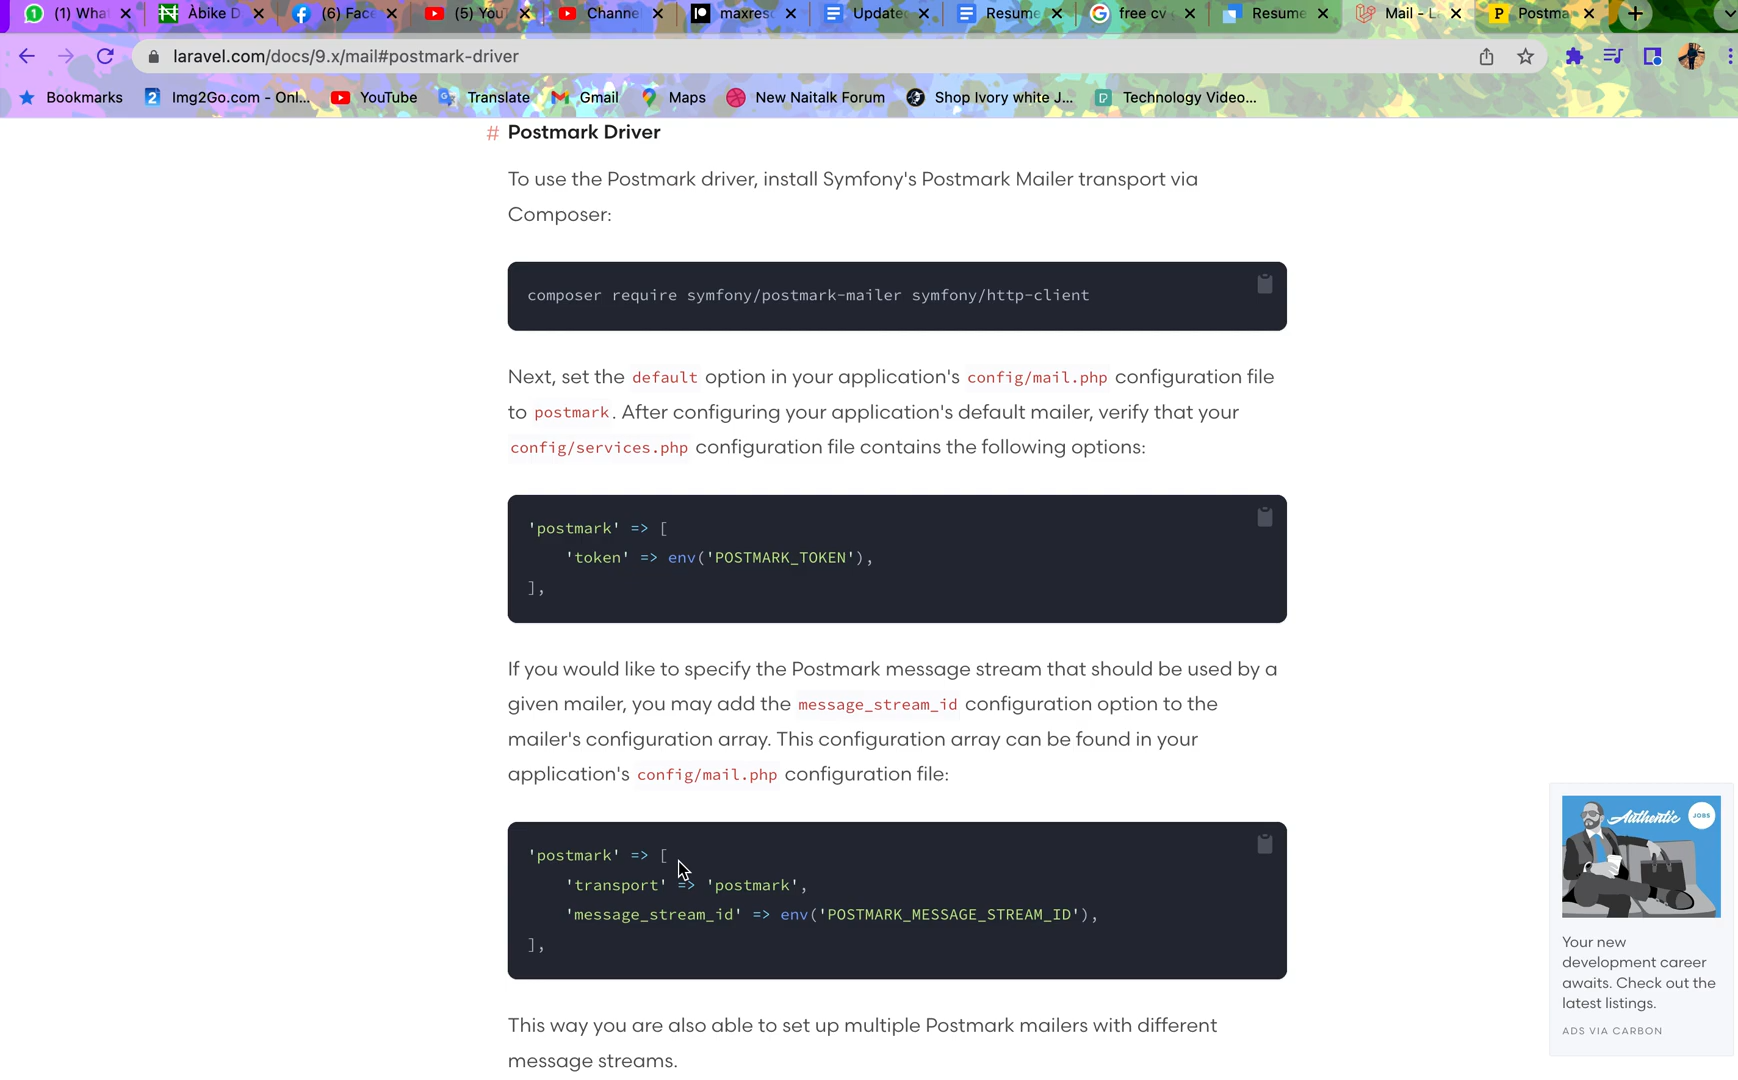 (1) Wha
Àbike D
(6) Face
(5) You
Channe
maxres
Update
Resume
free cv
Resume
Mail - L
Postma
laravel.com/docs/9.x/mail#postmark-driver
Bookmarks
Img2Go.com - Onl...
YouTube
Translate
Gmail
Maps
New Naitalk Forum
Shop Ivory white J...
Technology Video...
# Postmark Driver
To use the Postmark driver, install Symfony's Postmark Mailer transport via
Composer:
composer require symfony/postmark-mailer symfony/http-client
Next, set the default option in your application's config/mail.php configuration file
to postmark. After configuring your application's default mailer, verify that your
config/services.php configuration file contains the following options:
'postmark' => [
'token' => env('POSTMARK_TOKEN'),
],
If you would like to specify the Postmark message stream that should be used by a
given mailer, you may add the message_stream_id configuration option to the
mailer's configuration array. This configuration array can be found in your
application's config/mail.php configuration file:
'postmark' => [
'transport' => 'postmark',
'message_stream_id' => env('POSTMARK_MESSAGE_STREAM_ID'),
],
This way you are also able to set up multiple Postmark mailers with different
message streams.
Authentic JOBS
Your new
development career
awaits. Check out the
latest listings.
ADS VIA CARBON